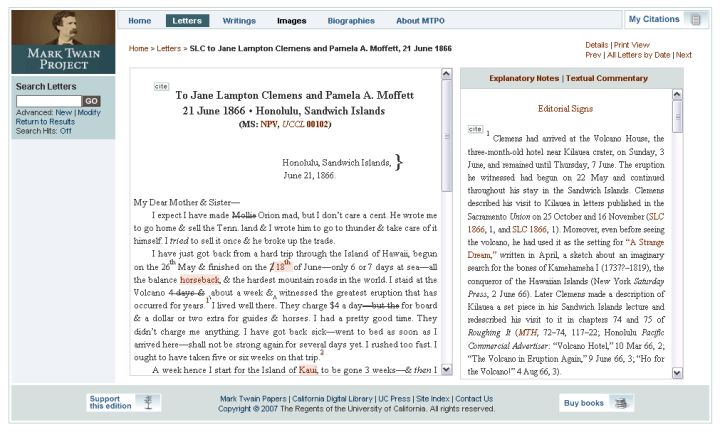 MARK TWAIN
PROJECT
Home Letters Writings Images Biographies About MTPO
My Citations
Home > Letters > SLC to Jane Lampton Clemens and Pamela A. Moffett, 21 June 1866
Details | Print View
Prev | All Letters by Date | Next
Search Letters
GO
Advanced: New | Modify
Return to Results
Search Hits: Off
cite
To Jane Lampton Clemens and Pamela A. Moffett
21 June 1866 • Honolulu, Sandwich Islands
(MS: NPV, UCCL 00102)
Honolulu, Sandwich Islands, }
June 21, 1866.
My Dear Mother & Sister—
I expect I have made Mollie Orion mad, but I don't care a cent. He wrote me
to go home & sell the Tenn. land & I wrote him to go to thunder & take care of it
himself. I tried to sell it once & he broke up the trade.
I have just got back from a hard trip through the Island of Hawaii, begun
on the 26th May & finished on the 18th of June—only 6 or 7 days at sea—all
the balance horseback, & the hardest mountain roads in the world. I staid at the
Volcano 4 days & about a week & witnessed the greatest eruption that has
occurred for years.1 I lived well there. They charge $4 a day—but the for board
& a dollar or two extra for guides & horses. I had a pretty good time. They
didn't charge me anything. I have got back sick—went to bed as soon as I
arrived here—shall not be strong again for several days yet. I rushed too fast. I
ought to have taken five or six weeks on that trip.2
A week hence I start for the Island of Kaui, to be gone 3 weeks—& then I
Explanatory Notes | Textual Commentary
Editorial Signs
cite
1 Clemens had arrived at the Volcano House, the
three-month-old hotel near Kilauea crater, on Sunday, 3
June, and remained until Thursday, 7 June. The eruption
he witnessed had begun on 22 May and continued
throughout his stay in the Sandwich Islands. Clemens
described his visit to Kilauea in letters published in the
Sacramento Union on 25 October and 16 November (SLC
1866, 1, and SLC 1866, 1). Moreover, even before seeing
the volcano, he had used it as the setting for "A Strange
Dream," written in April, a sketch about an imaginary
search for the bones of Kamehameha I (1737?–1819), the
conqueror of the Hawaiian Islands (New York Saturday
Press, 2 June 66). Later Clemens made a description of
Kilauea a set piece in his Sandwich Islands lecture and
redescribed his visit to it in chapters 74 and 75 of
Roughing It (MTH, 72–74, 117–22; Honolulu Pacific
Commercial Advertiser: "Volcano Hotel," 10 Mar 66, 2;
"The Volcano in Eruption Again," 9 June 66, 3; "Ho for
the Volcano!" 4 Aug 66, 3).
Support
this edition
Mark Twain Papers | California Digital Library | UC Press | Site Index | Contact Us
Copyright © 2007 The Regents of the University of California. All rights reserved.
Buy books